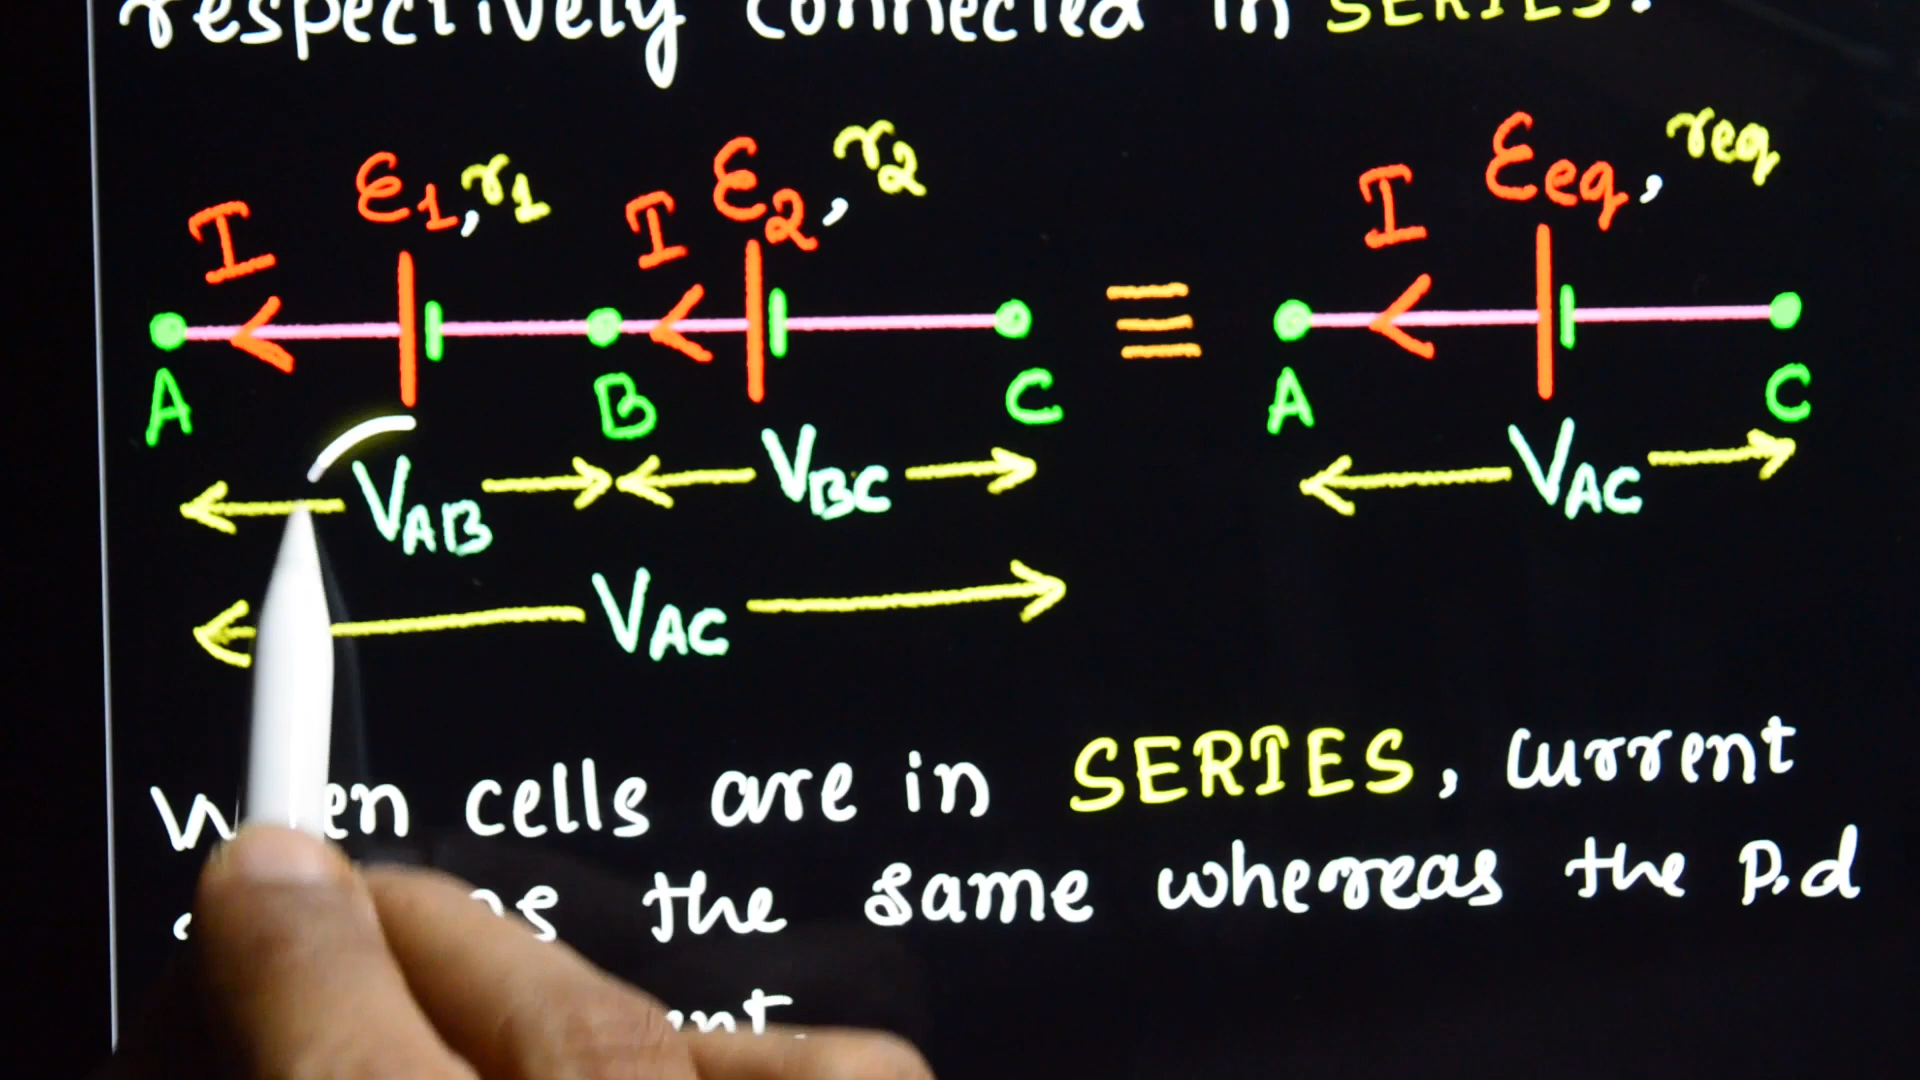 respectively connected in SERIES.
I ε1, r1 I ε2, r2 I εeq, req
A B C ≡ A C
VAB VBC VAC
VAC
cells are in SERIES, current
the same whereas the P.d